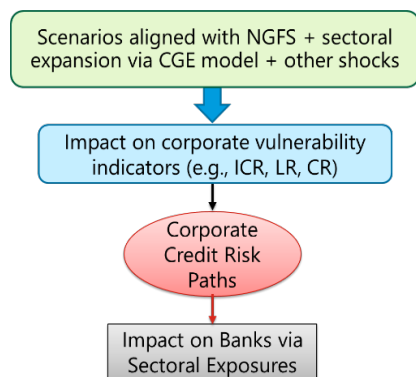 Scenarios aligned with NGFS + sectoral
expansion via CGE model + other shocks
Impact on corporate vulnerability
indicators (e.g., ICR, LR, CR)
Corporate
Credit Risk
Paths
Impact on Banks via
Sectoral Exposures